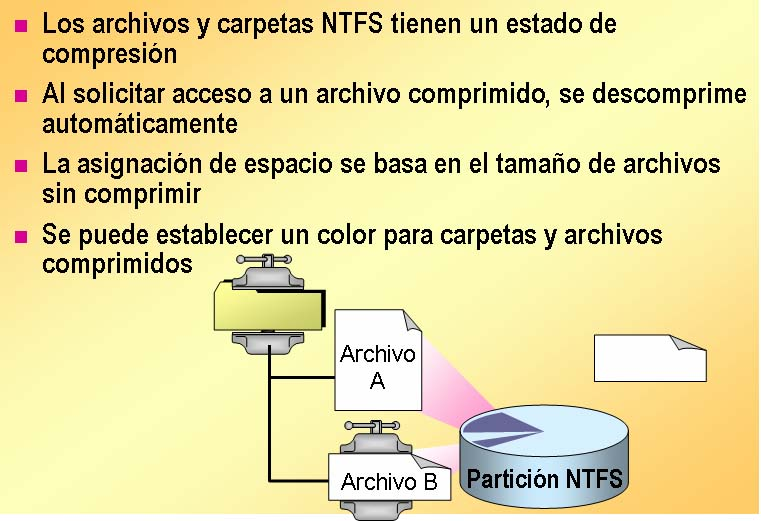 Los archivos y carpetas NTFS tienen un estado de
compresión
Al solicitar acceso a un archivo comprimido, se descomprime
automáticamente
La asignación de espacio se basa en el tamaño de archivos
sin comprimir
Se puede establecer un color para carpetas y archivos
comprimidos
Archivo
A
Archivo B
Partición NTFS